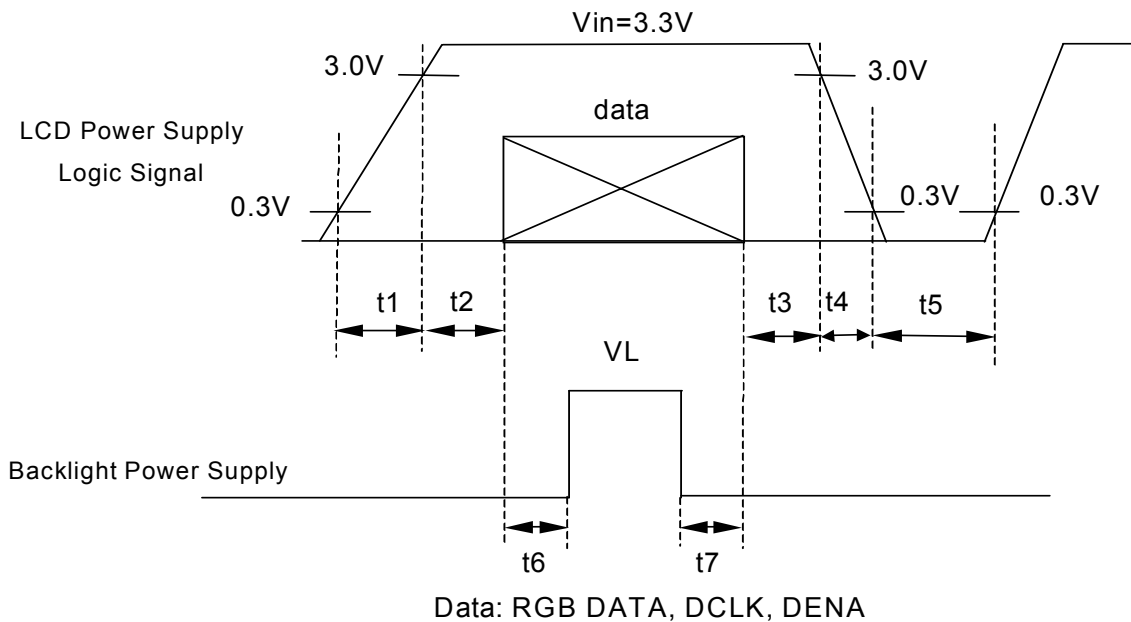 Vin=3.3V
3.0V
3.0V
data
LCD Power Supply
Logic Signal
0.3V
0.3V
0.3V
t1
t2
t3
t4
t5
VL
Backlight Power Supply
t6
t7
Data: RGB DATA, DCLK, DENA